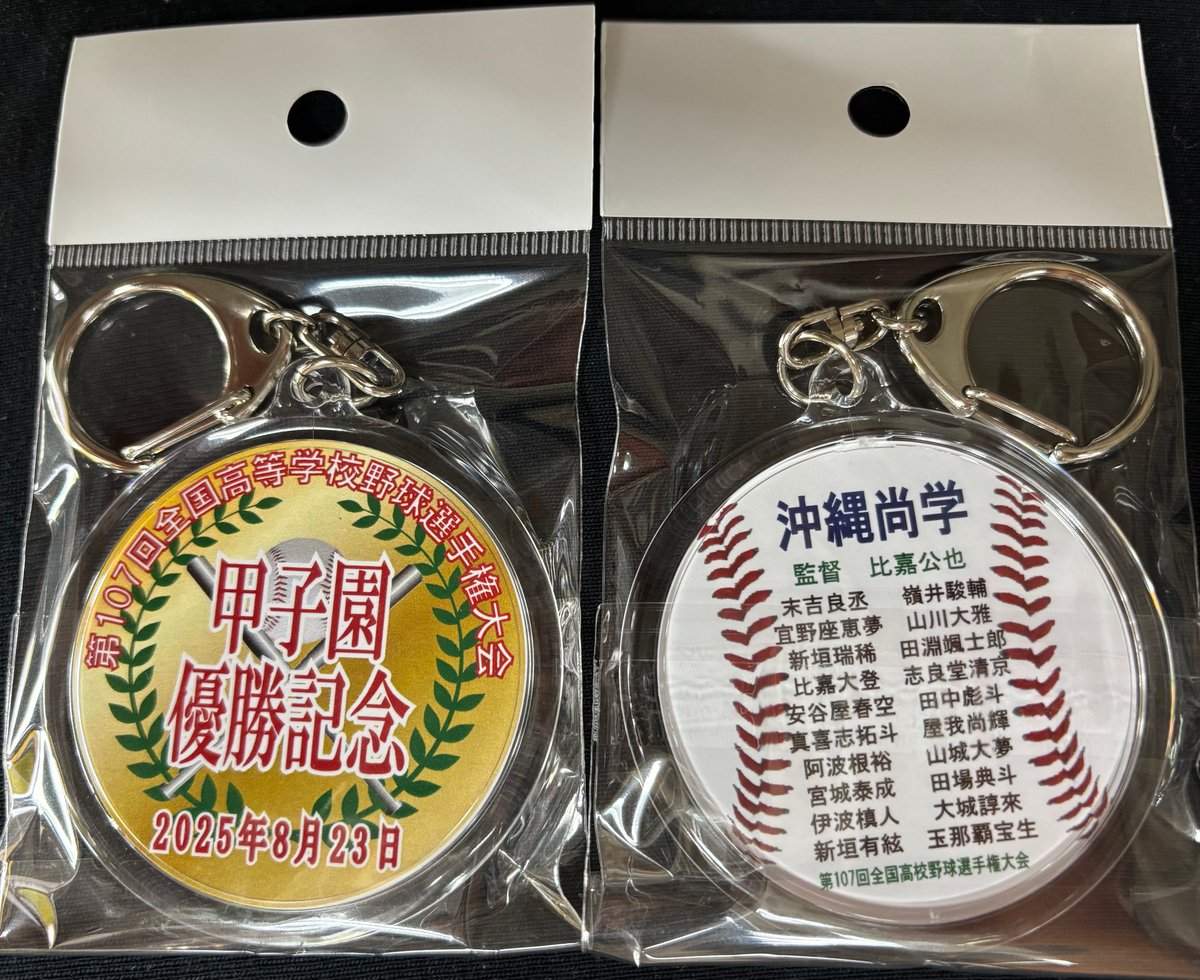 第107回全国高等学校野球選手権大会
甲子園
優勝記念
2025年8月23日
沖縄尚学
監督 比嘉公也
末吉良丞 嶺井駿輔
宜野座恵夢 山川大雅
新垣瑞稀 田淵颯士郎
比嘉大登 志良堂清京
安谷屋春空 田中彪斗
真喜志拓斗 屋我尚輝
阿波根裕 山城大夢
宮城泰成 田場典斗
伊波槙人 大城諄來
新垣有絃 玉那覇宝生
第107回全国高校野球選手権大会